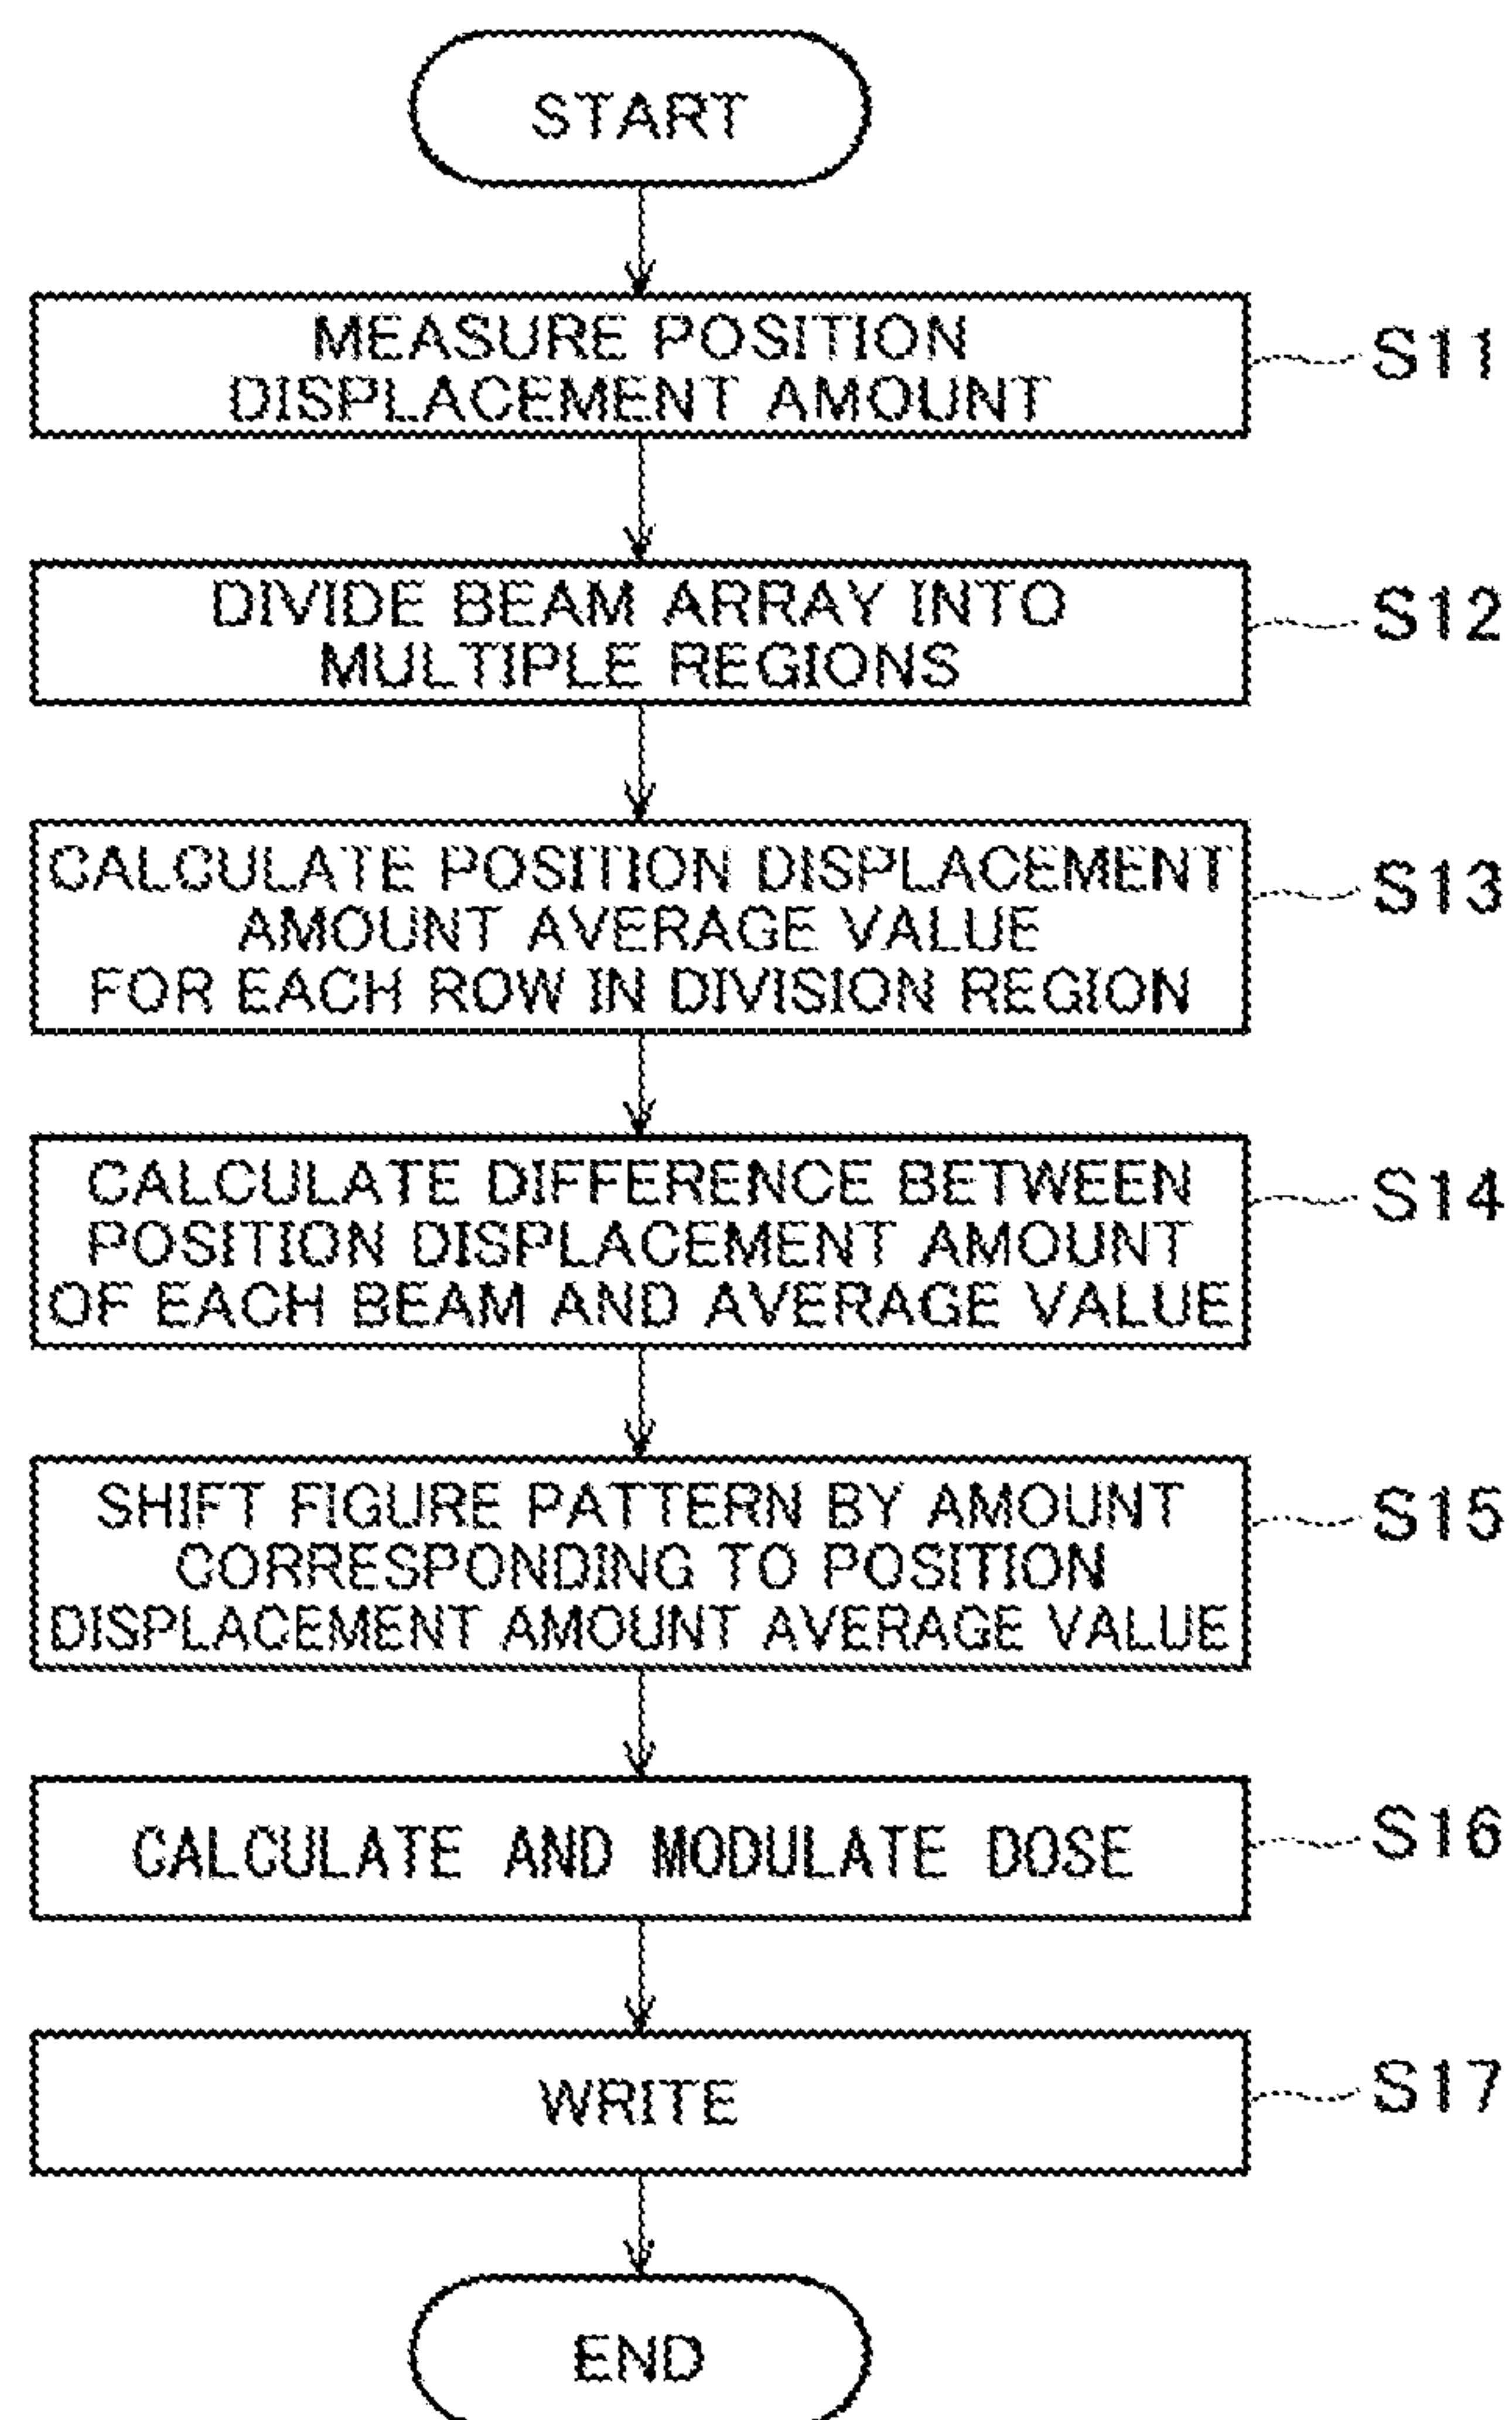 START
MEASURE POSITION
DISPLACEMENT AMOUNT
S11
DIVIDE BEAM ARRAY INTO
MULTIPLE REGIONS
S12
CALCULATE POSITION DISPLACEMENT
AMOUNT AVERAGE VALUE
FOR EACH ROW IN DIVISION REGION
S13
CALCULATE DIFFERENCE BETWEEN
POSITION DISPLACEMENT AMOUNT
OF EACH BEAM AND AVERAGE VALUE
S14
SHIFT FIGURE PATTERN BY AMOUNT
CORRESPONDING TO POSITION
DISPLACEMENT AMOUNT AVERAGE VALUE
S15
CALCULATE AND MODULATE DOSE
S16
WRITE
S17
END